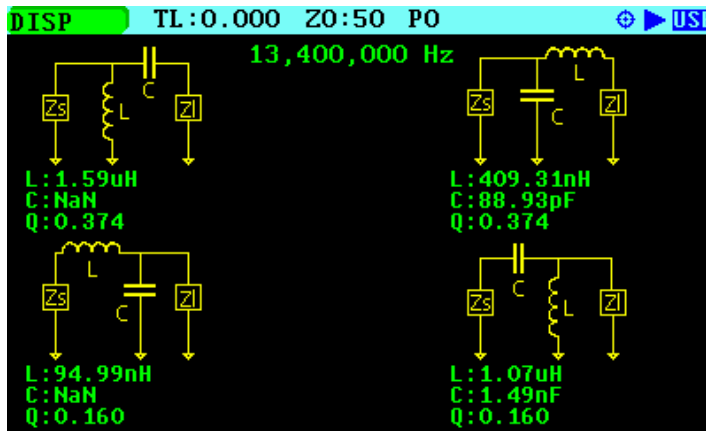 DISP TL:0.000 Z0:50 P0 USB
13,400,000 Hz
Zs L C Zl
L:1.59uH
C:NaN
Q:0.374
Zs C L Zl
L:409.31nH
C:88.93pF
Q:0.374
Zs L C Zl
L:94.99nH
C:NaN
Q:0.160
Zs C L Zl
L:1.07uH
C:1.49nF
Q:0.160